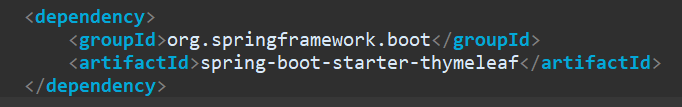 <dependency>
<groupId>org.springframework.boot</groupId>
<artifactId>spring-boot-starter-thymeleaf</artifactId>
</dependency>